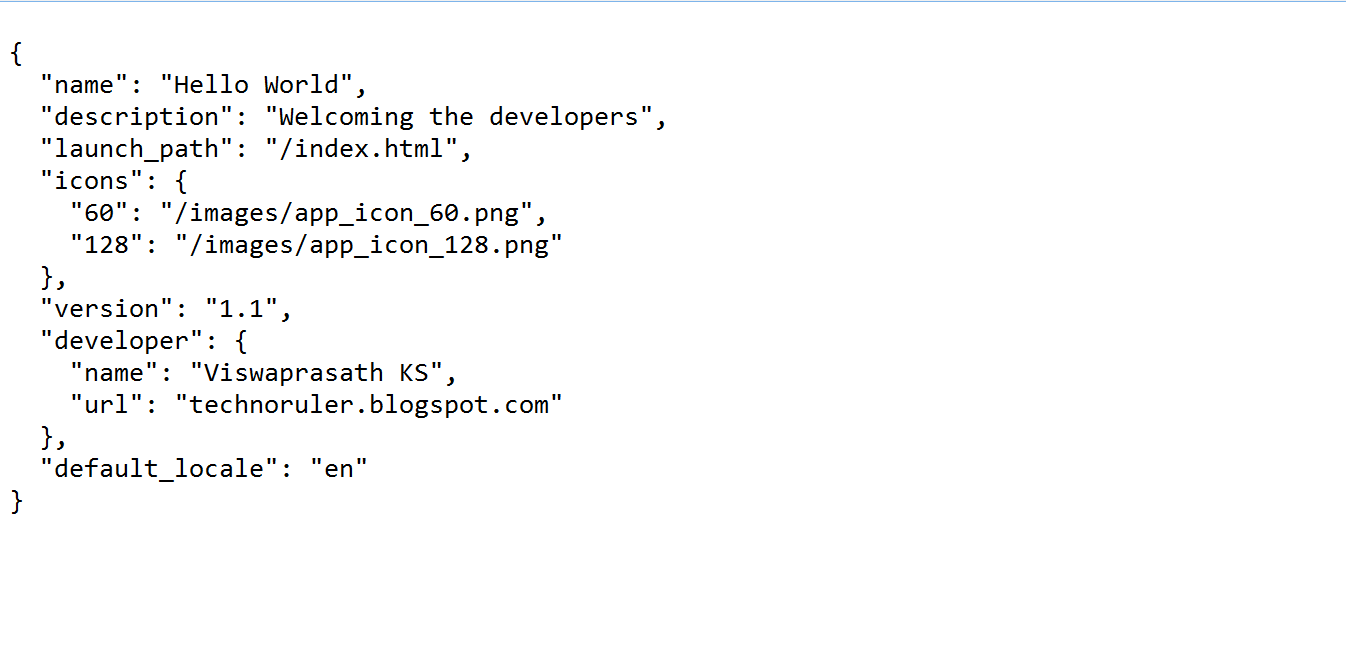 {
  "name": "Hello World",
  "description": "Welcoming the developers",
  "launch_path": "/index.html",
  "icons": {
    "60": "/images/app_icon_60.png",
    "128": "/images/app_icon_128.png"
  },
  "version": "1.1",
  "developer": {
    "name": "Viswaprasath KS",
    "url": "technoruler.blogspot.com"
  },
  "default_locale": "en"
}